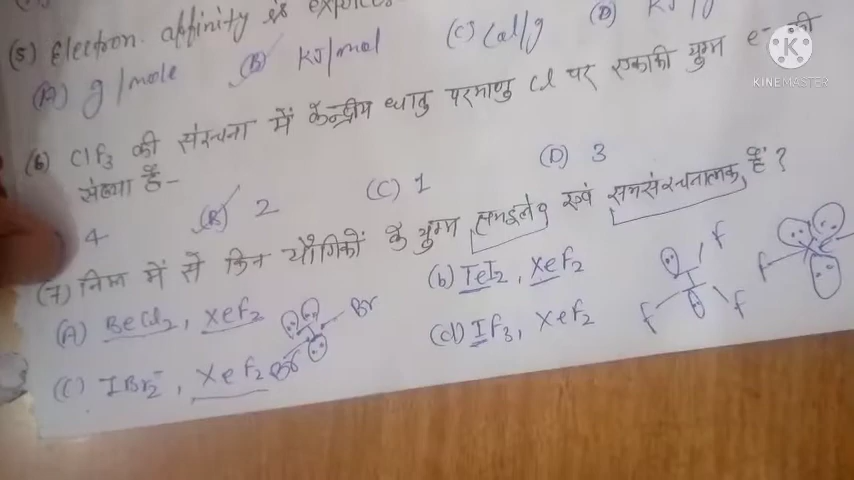 (5) Electron affinity is
(A) g/mole (B) KJ/mol (C) Cal/g (D) KJ/g
KINEMASTER
(6) ClF3 की संरचना में केन्द्रीय धातु परमाणु Cl पर एकाकी युग्म e- की
संख्या है-
4 (B) 2 (C) 1 (D) 3
(7) निम्न में से किन यौगिकों के युग्म एवं समसंरचनात्मक हैं?
(A) BeCl2, XeF2 (b) TeI2, XeF2
(C) IBr2-, XeF2 (d) IF3, XeF2
Br
Br
F
F
F
F